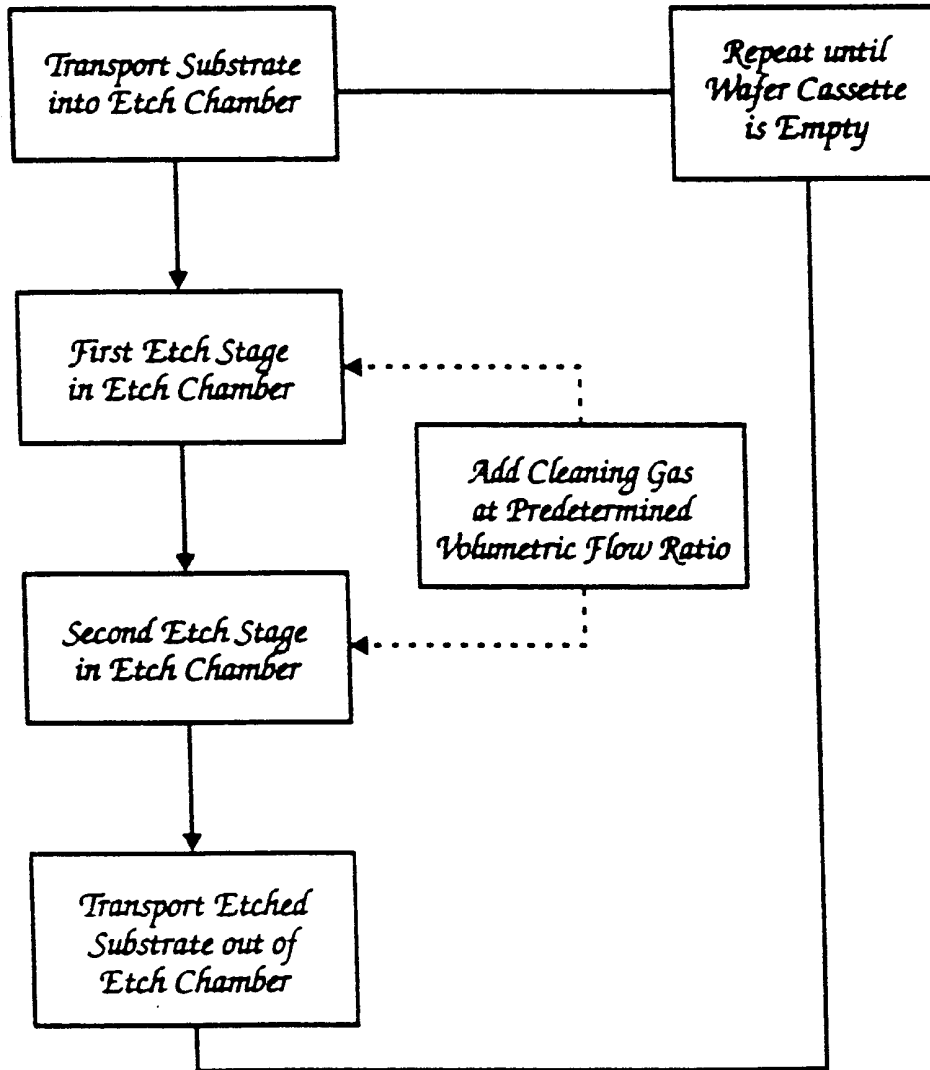 Transport Substrate
into Etch Chamber
Repeat until
Wafer Cassette
is Empty
First Etch Stage
in Etch Chamber
Add Cleaning Gas
at Predetermined
Volumetric Flow Ratio
Second Etch Stage
in Etch Chamber
Transport Etched
Substrate out of
Etch Chamber